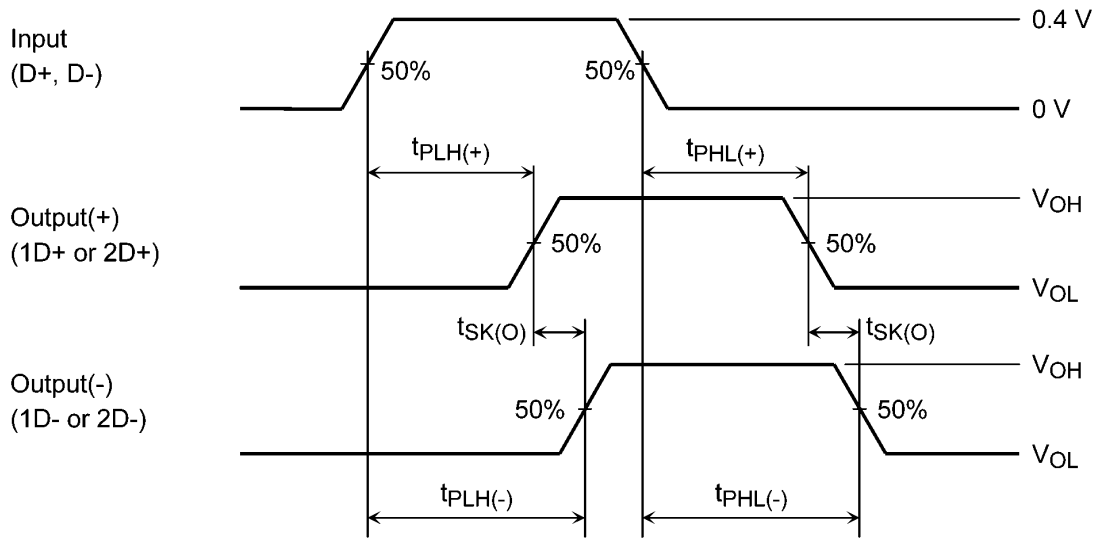 Input
(D+, D-)
50%
50%
0.4 V
0 V
tPLH(+)
tPHL(+)
Output(+)
(1D+ or 2D+)
50%
50%
VOH
VOL
tSK(O)
tSK(O)
Output(-)
(1D- or 2D-)
50%
50%
VOH
VOL
tPLH(-)
tPHL(-)